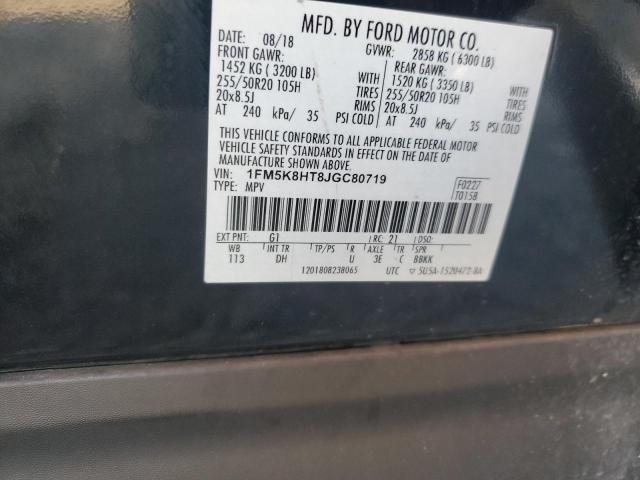 MFD. BY FORD MOTOR CO.
DATE: 08/18 GVWR: 2858 KG ( 6300 LB)
FRONT GAWR: REAR GAWR:
1452 KG ( 3200 LB) WITH 1520 KG ( 3350 LB) WITH
255/50R20 105H TIRES 255/50R20 105H TIRES
20x8.5J RIMS 20x8.5J RIMS
AT 240 kPa/ 35 PSI COLD AT 240 kPa/ 35 PSI COLD
THIS VEHICLE CONFORMS TO ALL APPLICABLE FEDERAL MOTOR
VEHICLE SAFETY STANDARDS IN EFFECT ON THE DATE OF
MANUFACTURE SHOWN ABOVE.
VIN: 1FM5K8HT8JGC80719
TYPE: MPV
F0227
T0158
EXT PNT: G1 RC: 21 DSO:
WB INT TR TP/PS R AXLE TR SPR
113 DH U 3E C BBKK
1201808238065 UTC ▽ 5U5A-1520472-BA